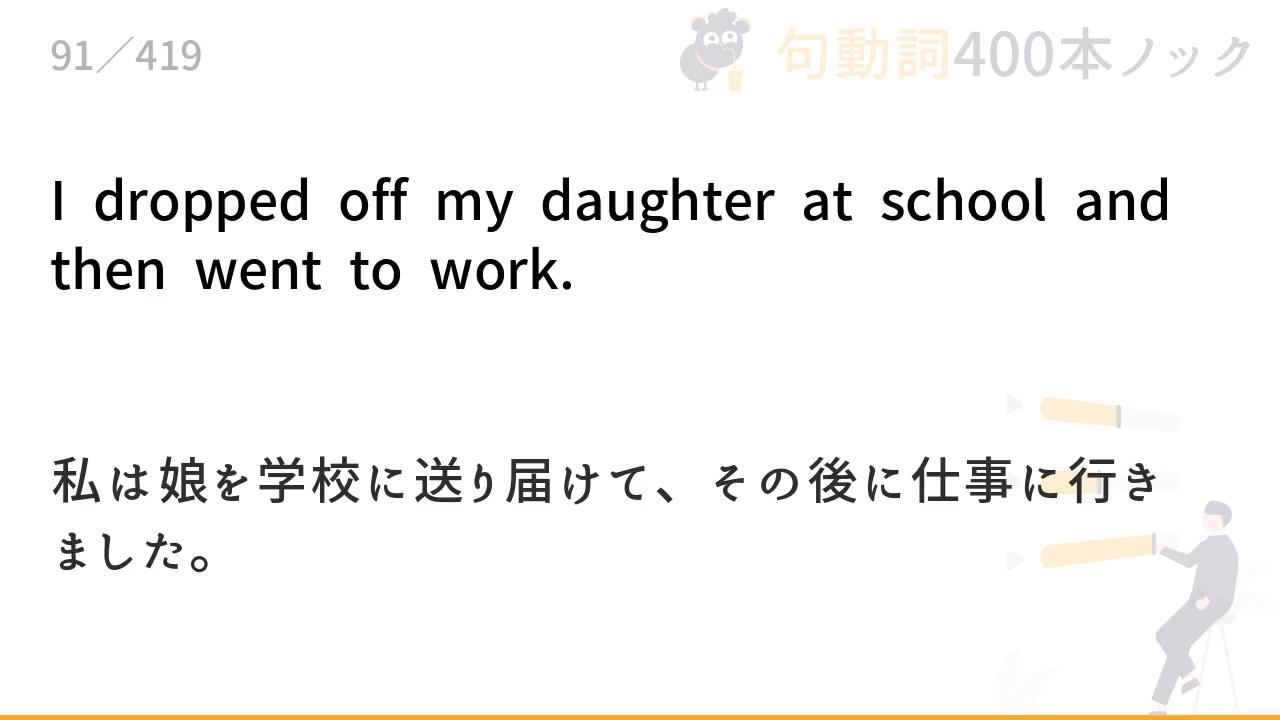 91／419
句動詞400本ノック
I dropped off my daughter at school and
then went to work.
私は娘を学校に送り届けて、その後に仕事に行き
ました。